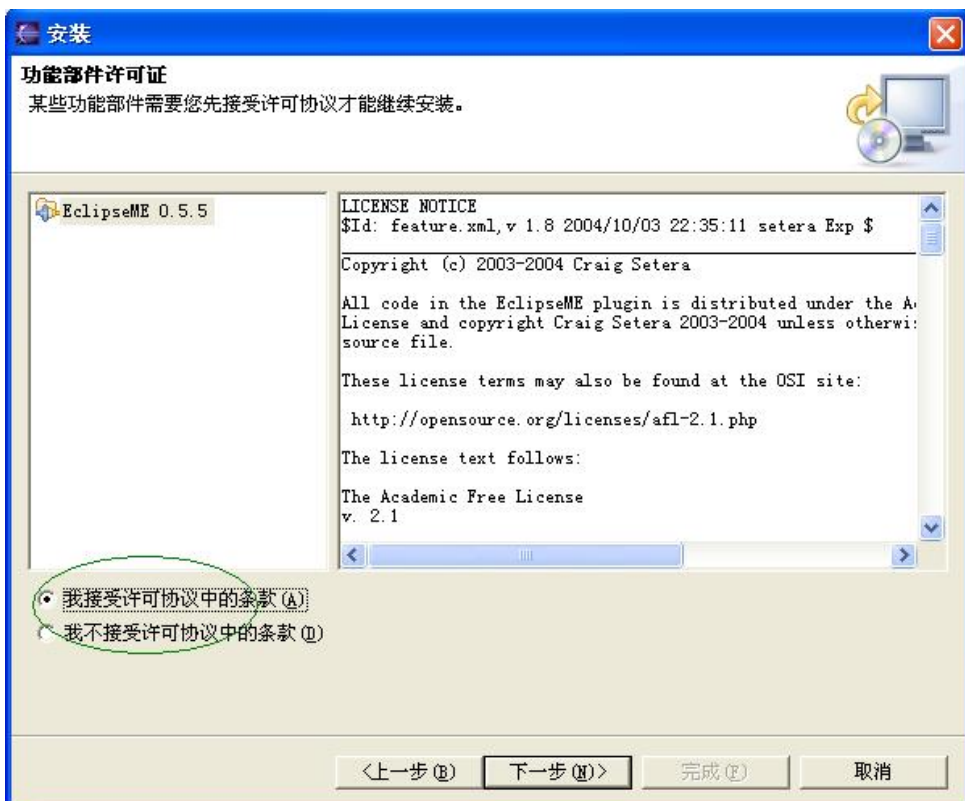 安装
功能部件许可证
某些功能部件需要您先接受许可协议才能继续安装。
EclipseME 0.5.5
LICENSE NOTICE
$Id: feature.xml,v 1.8 2004/10/03 22:35:11 setera Exp $
Copyright (c) 2003-2004 Craig Setera
All code in the EclipseME plugin is distributed under the A
License and copyright Craig Setera 2003-2004 unless otherwi
source file.
These license terms may also be found at the OSI site:
http://opensource.org/licenses/afl-2.1.php
The license text follows:
The Academic Free License
v. 2.1
我接受许可协议中的条款(A)
我不接受许可协议中的条款(D)
<上一步(B)
下一步(N)>
完成(F)
取消